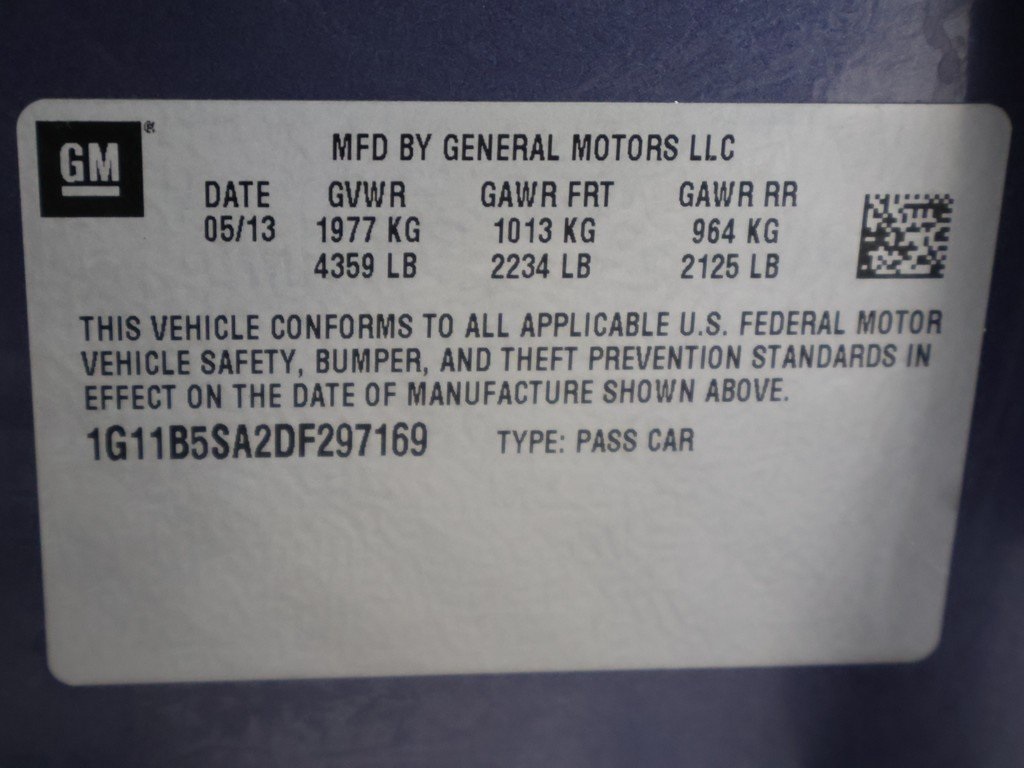 GM®
MFD BY GENERAL MOTORS LLC
DATE GVWR GAWR FRT GAWR RR
05/13 1977 KG 1013 KG 964 KG
4359 LB 2234 LB 2125 LB
THIS VEHICLE CONFORMS TO ALL APPLICABLE U.S. FEDERAL MOTOR
VEHICLE SAFETY, BUMPER, AND THEFT PREVENTION STANDARDS IN
EFFECT ON THE DATE OF MANUFACTURE SHOWN ABOVE.
1G11B5SA2DF297169 TYPE: PASS CAR